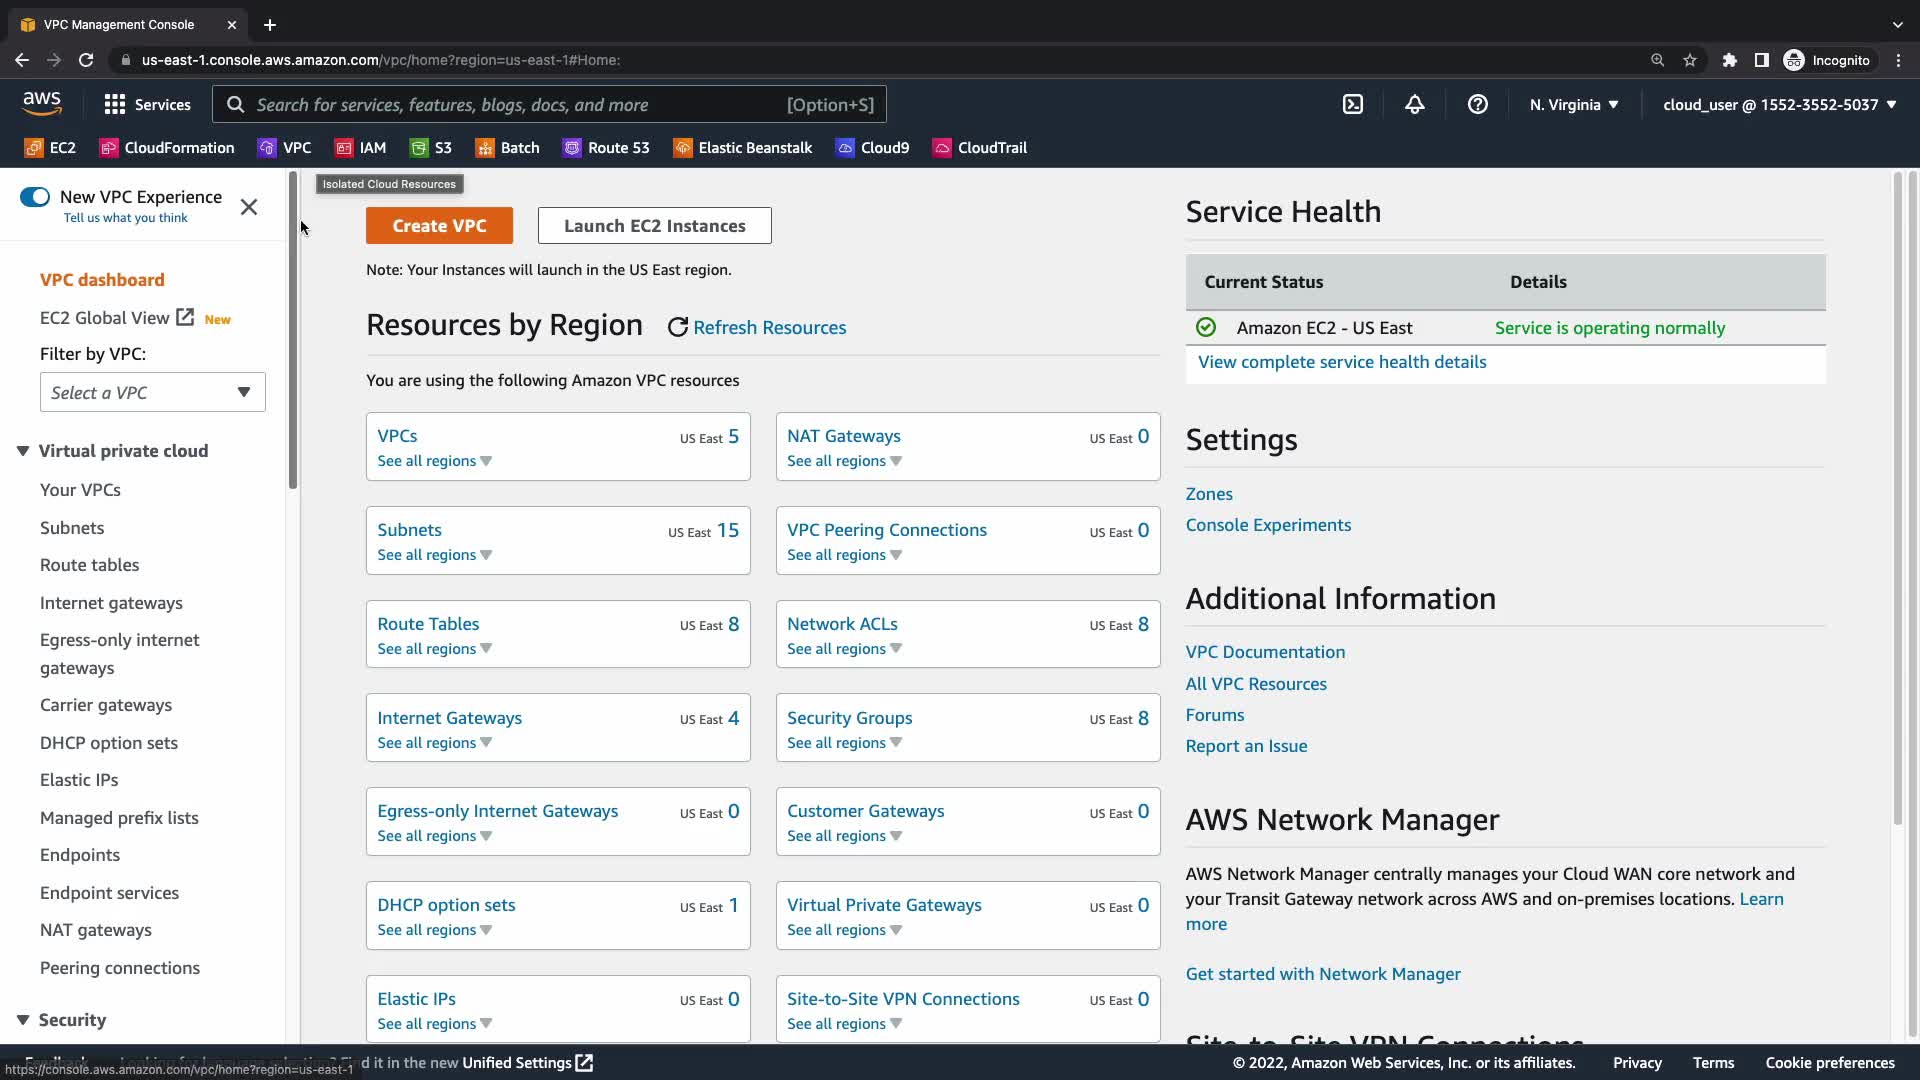 VPC Management Console
us-east-1.console.aws.amazon.com/vpc/home?region=us-east-1#Home:
Incognito
aws
Services
Search for services, features, blogs, docs, and more
[Option+S]
N. Virginia
cloud_user @ 1552-3552-5037
EC2
CloudFormation
VPC
IAM
S3
Batch
Route 53
Elastic Beanstalk
Cloud9
CloudTrail
Isolated Cloud Resources
New VPC Experience
Tell us what you think
VPC dashboard
EC2 Global View New
Filter by VPC:
Select a VPC
Virtual private cloud
Your VPCs
Subnets
Route tables
Internet gateways
Egress-only internet
gateways
Carrier gateways
DHCP option sets
Elastic IPs
Managed prefix lists
Endpoints
Endpoint services
NAT gateways
Peering connections
Security
Create VPC
Launch EC2 Instances
Note: Your Instances will launch in the US East region.
Resources by Region
Refresh Resources
You are using the following Amazon VPC resources
VPCs US East 5
See all regions
NAT Gateways US East 0
See all regions
Subnets US East 15
See all regions
VPC Peering Connections US East 0
See all regions
Route Tables US East 8
See all regions
Network ACLs US East 8
See all regions
Internet Gateways US East 4
See all regions
Security Groups US East 8
See all regions
Egress-only Internet Gateways US East 0
See all regions
Customer Gateways US East 0
See all regions
DHCP option sets US East 1
See all regions
Virtual Private Gateways US East 0
See all regions
Elastic IPs US East 0
See all regions
Site-to-Site VPN Connections US East 0
See all regions
Service Health
Current Status Details
Amazon EC2 - US East Service is operating normally
View complete service health details
Settings
Zones
Console Experiments
Additional Information
VPC Documentation
All VPC Resources
Forums
Report an Issue
AWS Network Manager
AWS Network Manager centrally manages your Cloud WAN core network and
your Transit Gateway network across AWS and on-premises locations. Learn
more
Get started with Network Manager
Site-to-Site VPN Connections
d it in the new Unified Settings
https://console.aws.amazon.com/vpc/home?region=us-east-1
© 2022, Amazon Web Services, Inc. or its affiliates.
Privacy
Terms
Cookie preferences